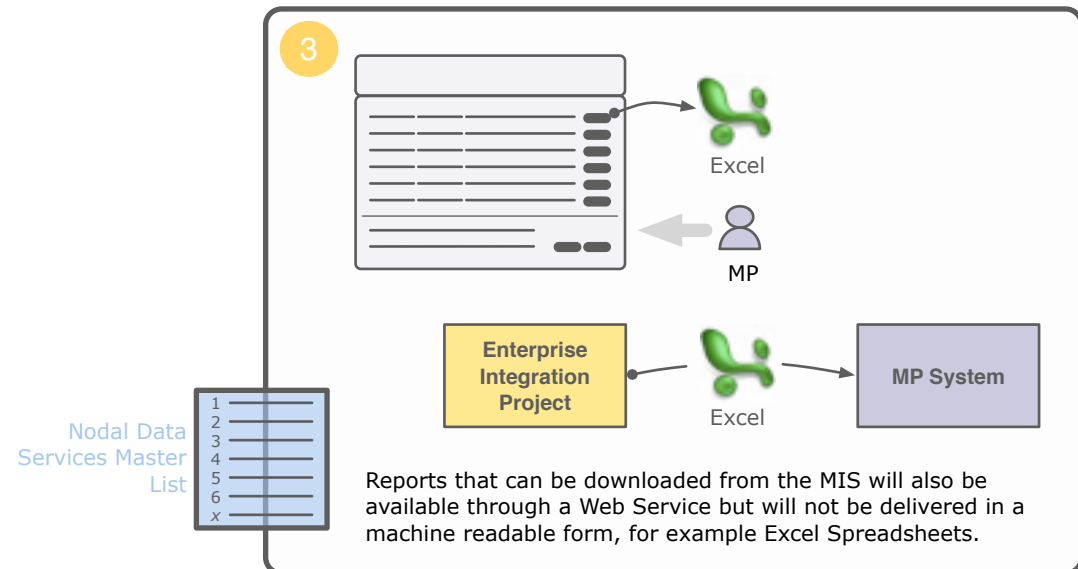 3
Excel
MP
Enterprise
Integration
Project
Excel
MP System
Nodal Data
Services Master
List
1
2
3
4
5
6
x
Reports that can be downloaded from the MIS will also be
available through a Web Service but will not be delivered in a
machine readable form, for example Excel Spreadsheets.